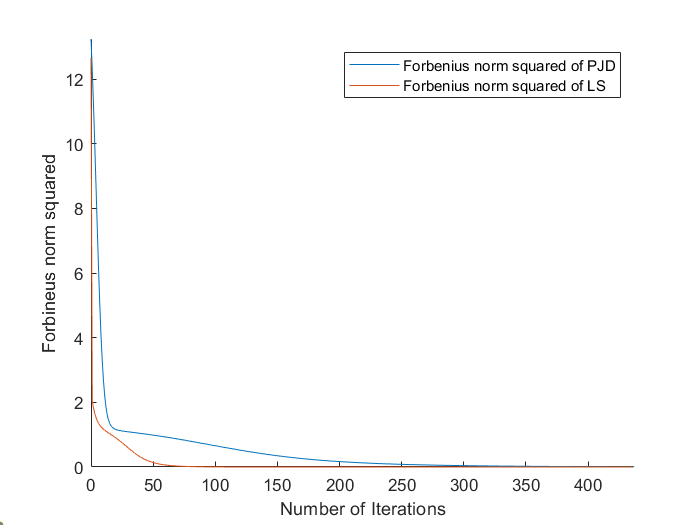 Forbenius norm squared of PJD
Forbenius norm squared of LS
Forbineus norm squared
12
10
8
6
4
2
0
0 50 100 150 200 250 300 350 400
Number of Iterations